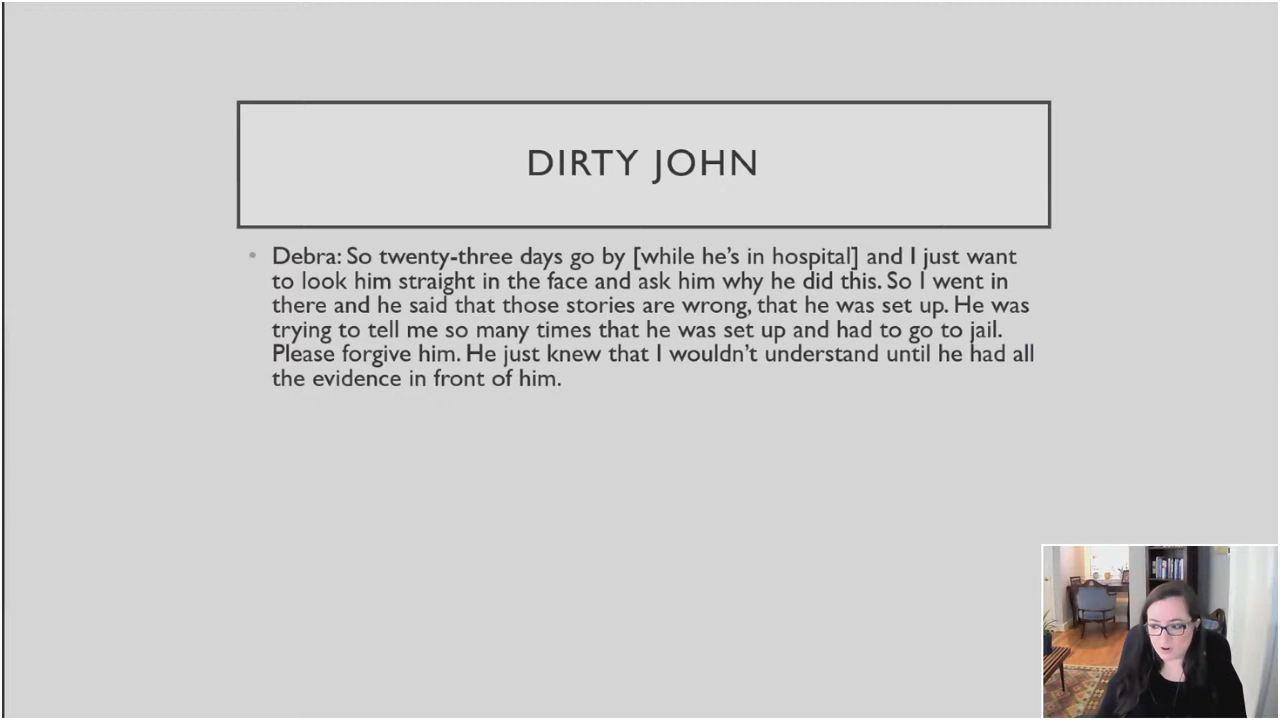 DIRTY JOHN
• Debra: So twenty-three days go by [while he's in hospital] and I just want
to look him straight in the face and ask him why he did this. So I went in
there and he said that those stories are wrong, that he was set up. He was
trying to tell me so many times that he was set up and had to go to jail.
Please forgive him. He just knew that I wouldn't understand until he had all
the evidence in front of him.